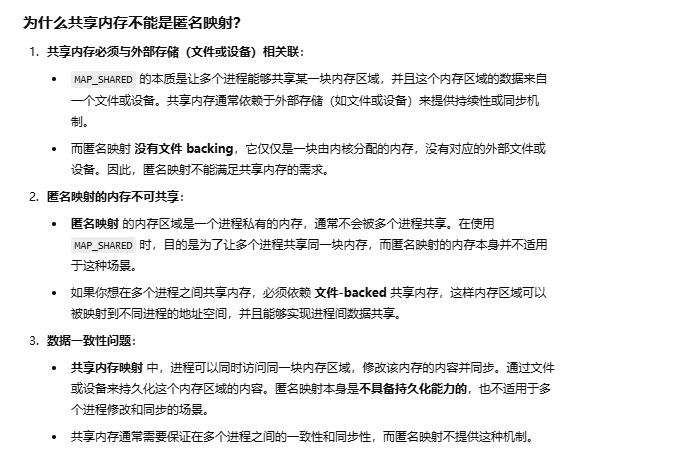 为什么共享内存不能是匿名映射？
1. 共享内存必须与外部存储（文件或设备）相关联：
• MAP_SHARED 的本质是让多个进程能够共享某一块内存区域，并且这个内存区域的数据来自
一个文件或设备。共享内存通常依赖于外部存储（如文件或设备）来提供持续性或同步机
制。
• 而匿名映射 没有文件 backing，它仅仅是一块由内核分配的内存，没有对应的外部文件或
设备。因此，匿名映射不能满足共享内存的需求。
2. 匿名映射的内存不可共享：
• 匿名映射 的内存区域是一个进程私有的内存，通常不会被多个进程共享。在使用
MAP_SHARED 时，目的是为了让多个进程共享同一块内存，而匿名映射的内存本身并不适用
于这种场景。
• 如果你想在多个进程之间共享内存，必须依赖 文件-backed 共享内存，这样内存区域可以
被映射到不同进程的地址空间，并且能够实现进程间数据共享。
3. 数据一致性问题：
• 共享内存映射 中，进程可以同时访问同一块内存区域，修改该内存的内容并同步。通过文件
或设备来持久化这个内存区域的内容。匿名映射本身是不具备持久化能力的，也不适用于多
个进程修改和同步的场景。
• 共享内存通常需要保证在多个进程之间的一致性和同步性，而匿名映射不提供这种机制。